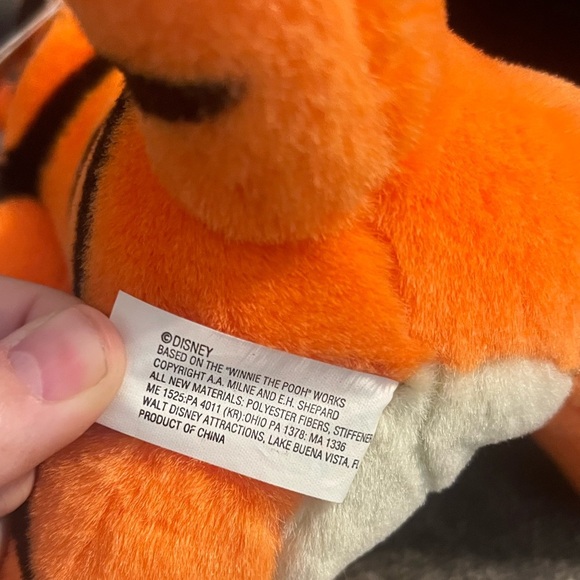 ©DISNEY
BASED ON THE "WINNIE THE POOH" WORKS
COPYRIGHT A.A. MILNE AND E.H. SHEPARD
ALL NEW MATERIALS: POLYESTER FIBERS, STIFFENER
ME 1525:PA 4011 (KR):OHIO PA 1378: MA 1336
WALT DISNEY ATTRACTIONS, LAKE BUENA VISTA, Fl
PRODUCT OF CHINA